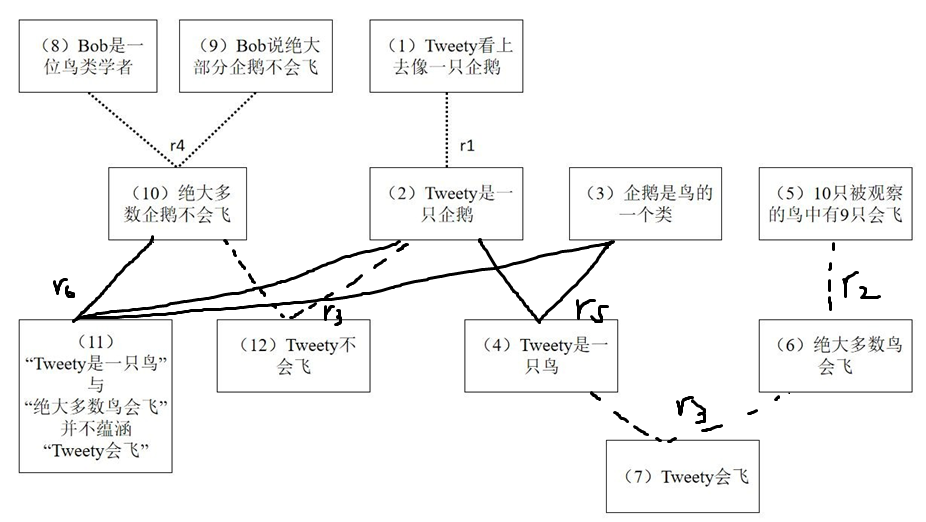 （8）Bob是一
位鸟类学者
（9）Bob说绝大
部分企鹅不会飞
（1）Tweety看上
去像一只企鹅
r4
r1
（10）绝大多
数企鹅不会飞
（2）Tweety是一
只企鹅
（3）企鹅是鸟的
一个类
（5）10只被观察
的鸟中有9只会飞
r6
r3
r5
r2
（11）
“Tweety是一只鸟”
与
“绝大多数鸟会飞”
并不蕴涵
“Tweety会飞”
（12）Tweety不
会飞
（4）Tweety是一
只鸟
（6）绝大多数鸟
会飞
r3
（7）Tweety会飞